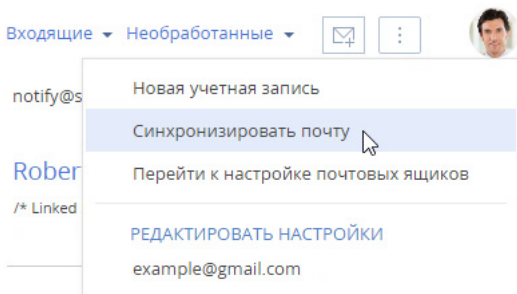 Входящие Необработанные
Новая учетная запись
notify@s
Синхронизировать почту
Rober
Перейти к настройке почтовых ящиков
/* Linked
РЕДАКТИРОВАТЬ НАСТРОЙКИ
example@gmail.com